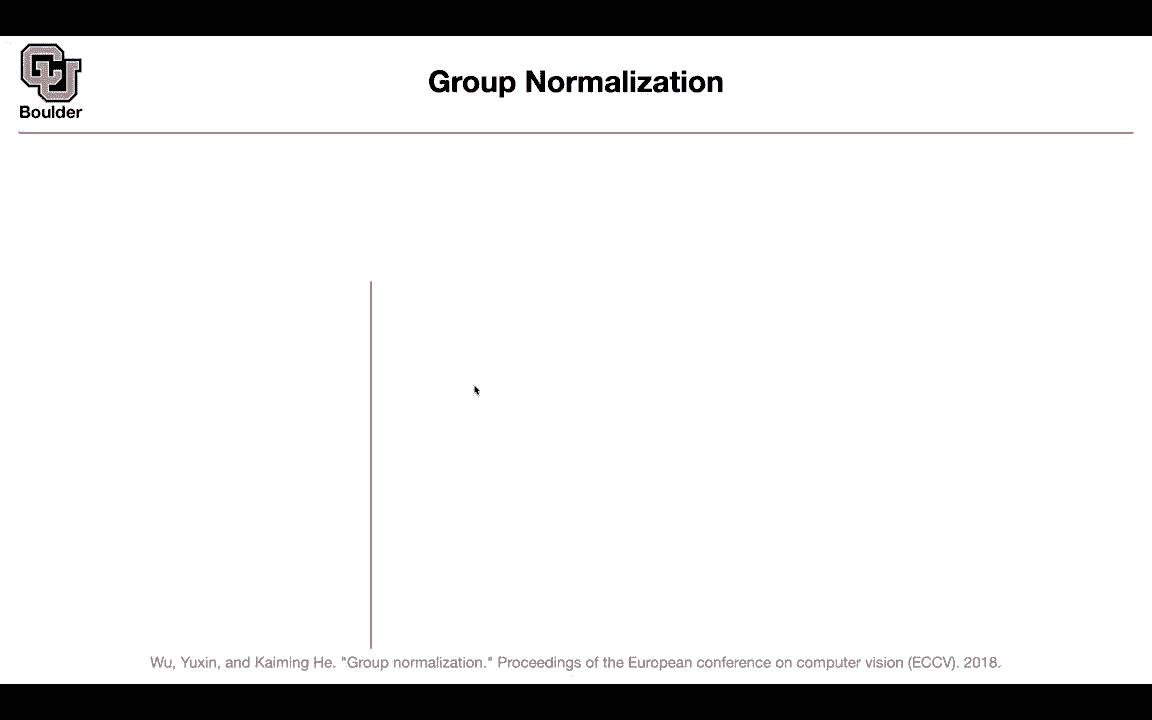 Group Normalization
Boulder
Wu, Yuxin, and Kaiming He. "Group normalization." Proceedings of the European conference on computer vision (ECCV). 2018.